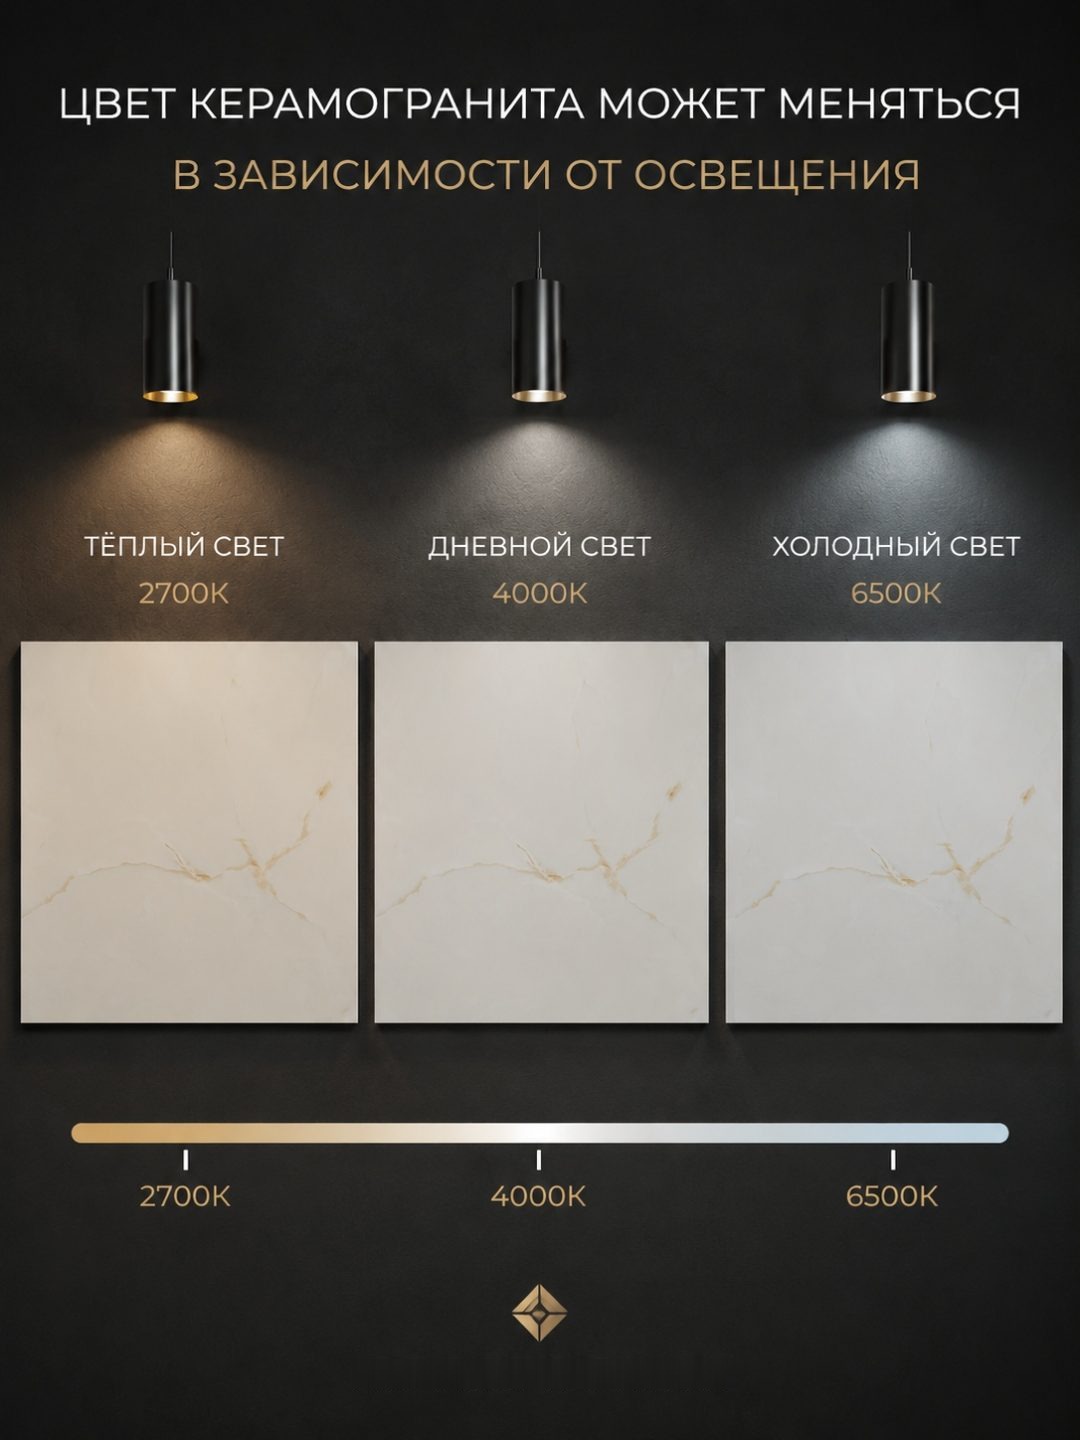 ЦВЕТ КЕРАМОГРАНИТА МОЖЕТ МЕНЯТЬСЯ
В ЗАВИСИМОСТИ ОТ ОСВЕЩЕНИЯ
ТЁПЛЫЙ СВЕТ
2700K
ДНЕВНОЙ СВЕТ
4000K
ХОЛОДНЫЙ СВЕТ
6500K
2700K
4000K
6500K